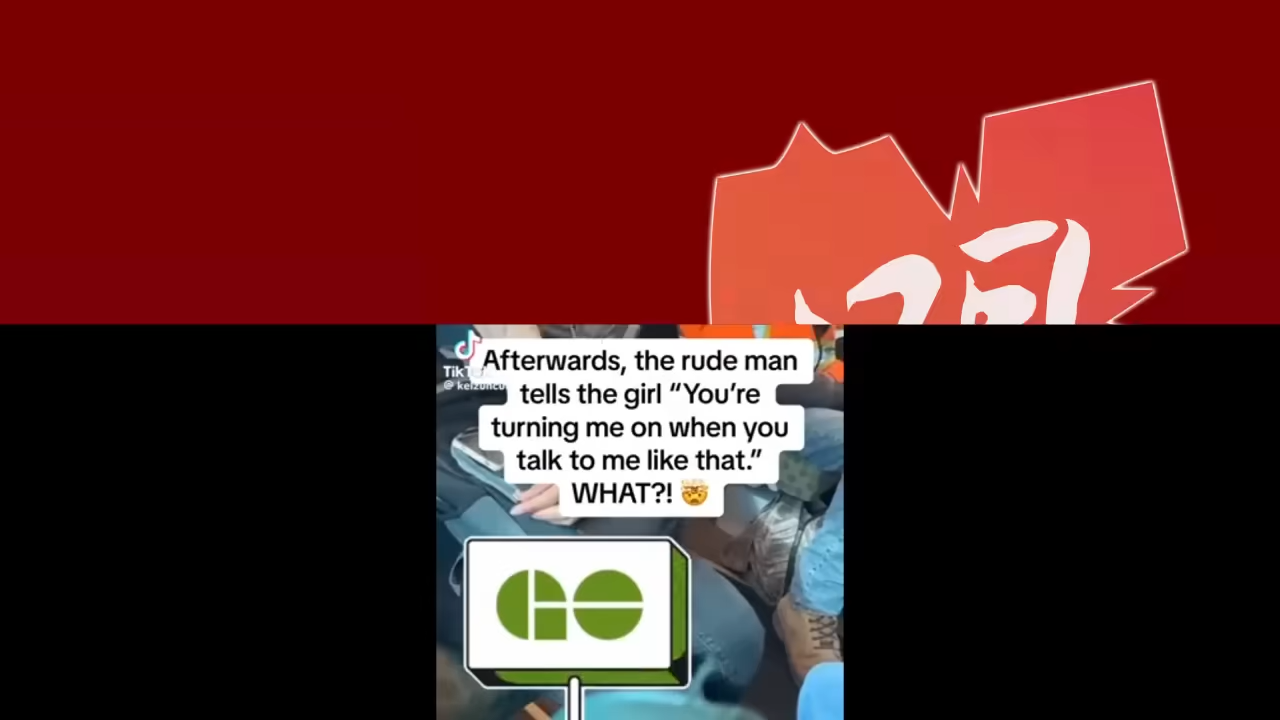 TikTok
Afterwards, the rude man
tells the girl “You’re
turning me on when you
talk to me like that.”
WHAT?! 🤯
GO